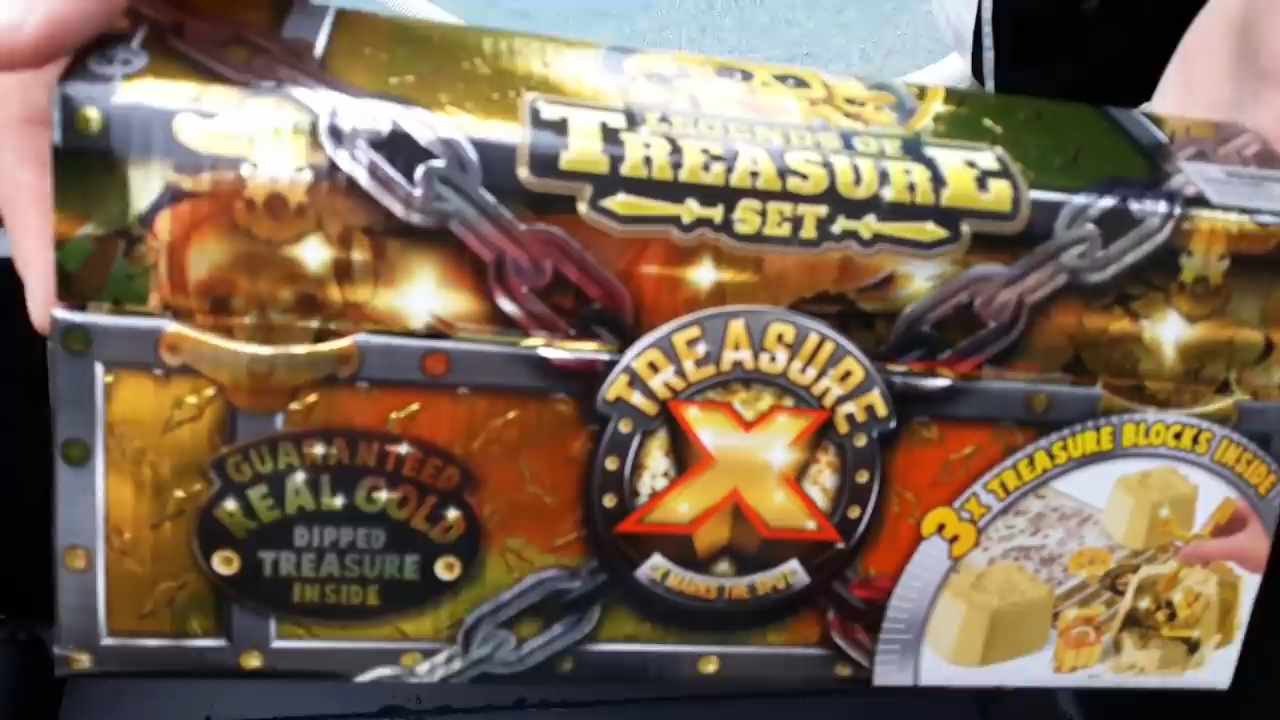 LEGENDS OF
TREASURE
SET
TREASURE
X
X MARKS THE SPOT
GUARANTEED
REAL GOLD
DIPPED
TREASURE
INSIDE
3x TREASURE BLOCKS INSIDE